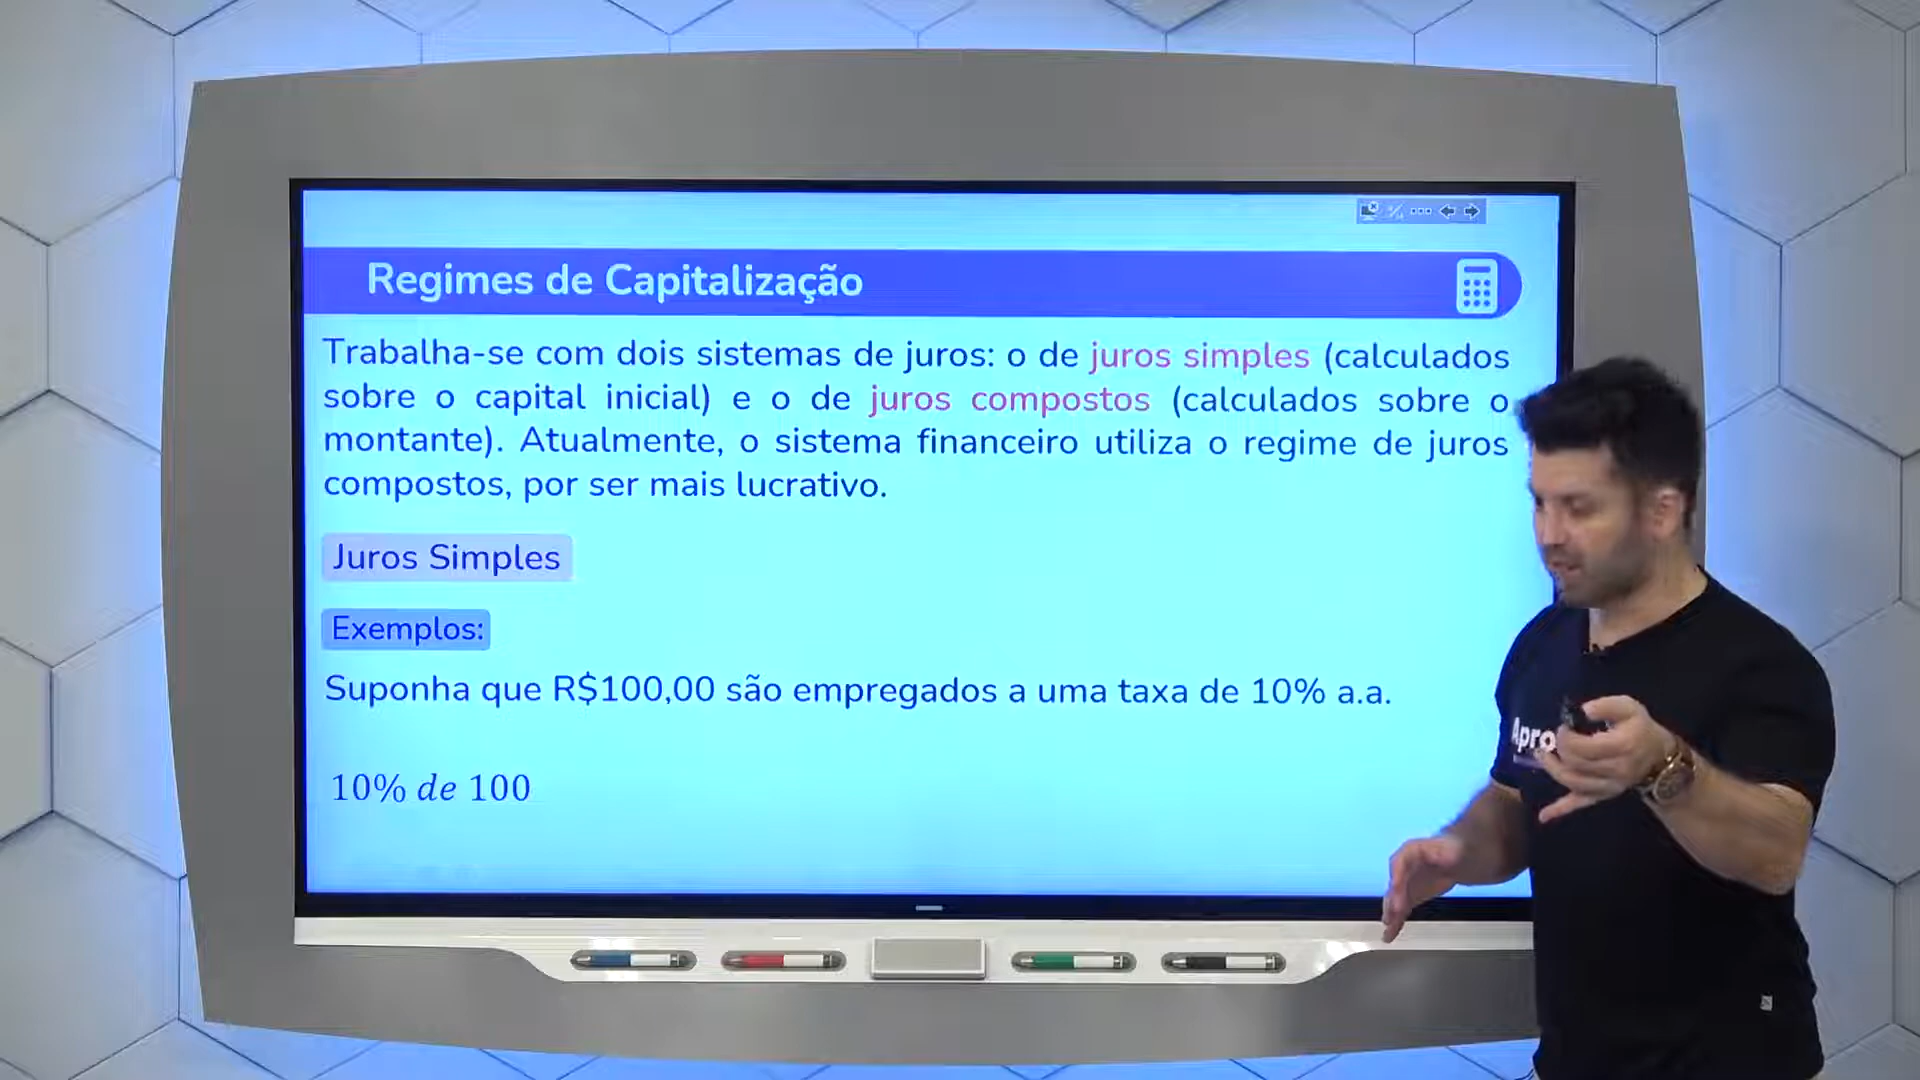 Regimes de Capitalização
Trabalha-se com dois sistemas de juros: o de juros simples (calculados
sobre o capital inicial) e o de juros compostos (calculados sobre o
montante). Atualmente, o sistema financeiro utiliza o regime de juros
compostos, por ser mais lucrativo.
Juros Simples
Exemplos:
Suponha que R$100,00 são empregados a uma taxa de 10% a.a.
10% de 100
Apro